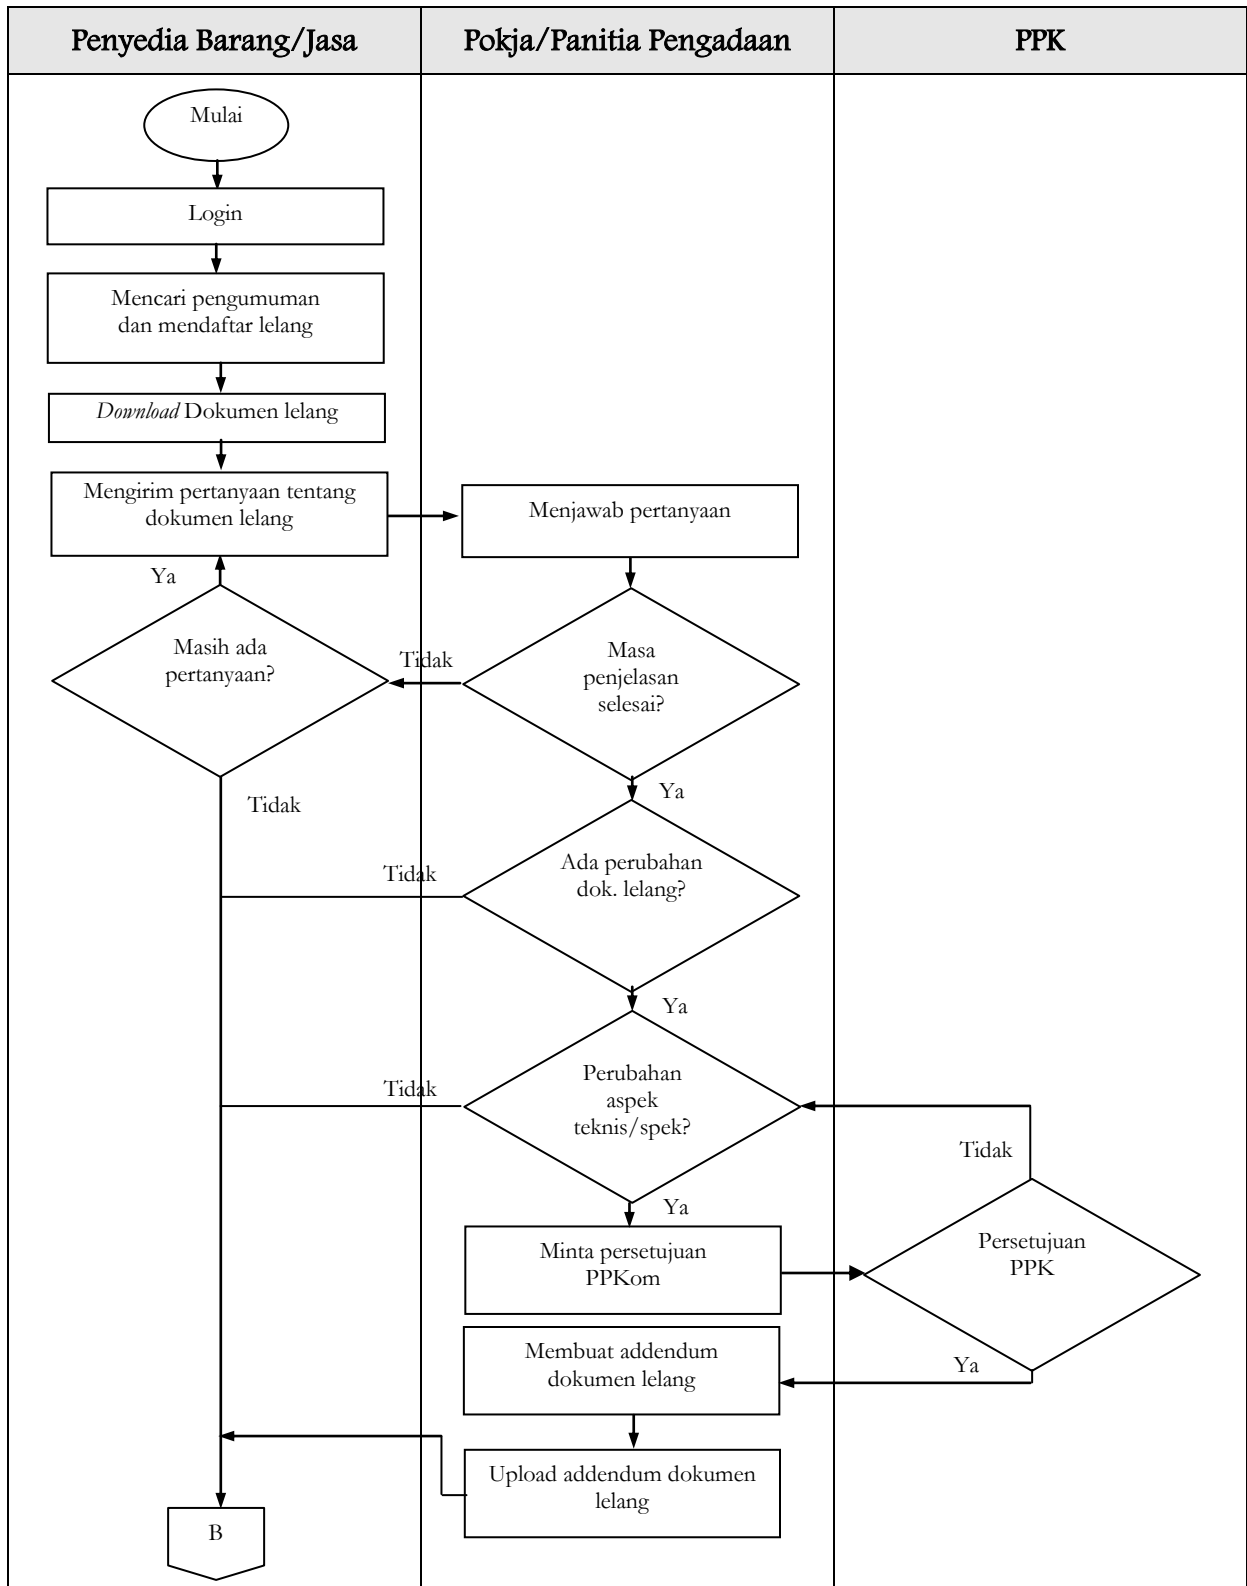 Penyedia Barang/Jasa
Pokja/Panitia Pengadaan
PPK
Mulai
Login
Mencari pengumuman
dan mendaftar lelang
Download Dokumen lelang
Mengirim pertanyaan tentang
dokumen lelang
Menjawab pertanyaan
Ya
Masih ada
pertanyaan?
Tidak
Masa
penjelasan
selesai?
Tidak
Ya
Tidak
Ada perubahan
dok. lelang?
Ya
Tidak
Perubahan
aspek
teknis/spek?
Tidak
Ya
Minta persetujuan
PPKom
Persetujuan
PPK
Membuat addendum
dokumen lelang
Ya
Upload addendum dokumen
lelang
B